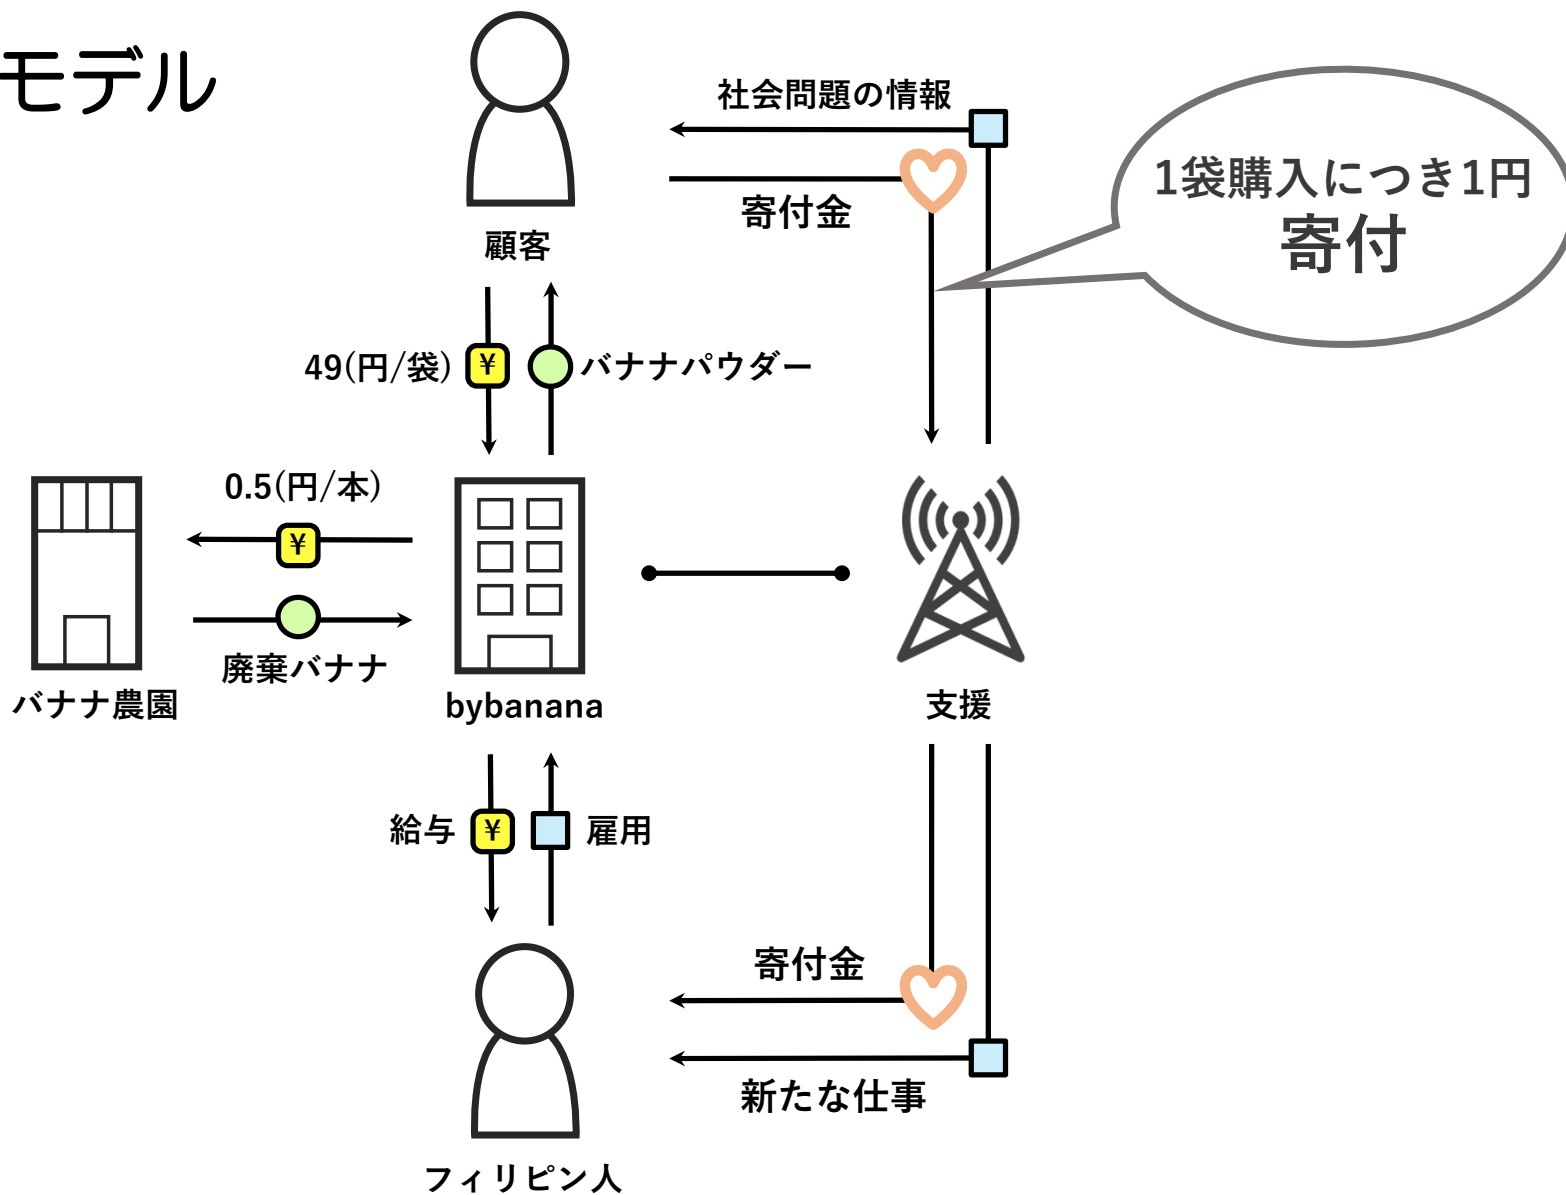 モデル
社会問題の情報
1袋購入につき1円
寄付
寄付金
顧客
49(円/袋)
¥
バナナパウダー
0.5(円/本)
¥
廃棄バナナ
バナナ農園
bybanana
支援
給与
¥
雇用
寄付金
新たな仕事
フィリピン人